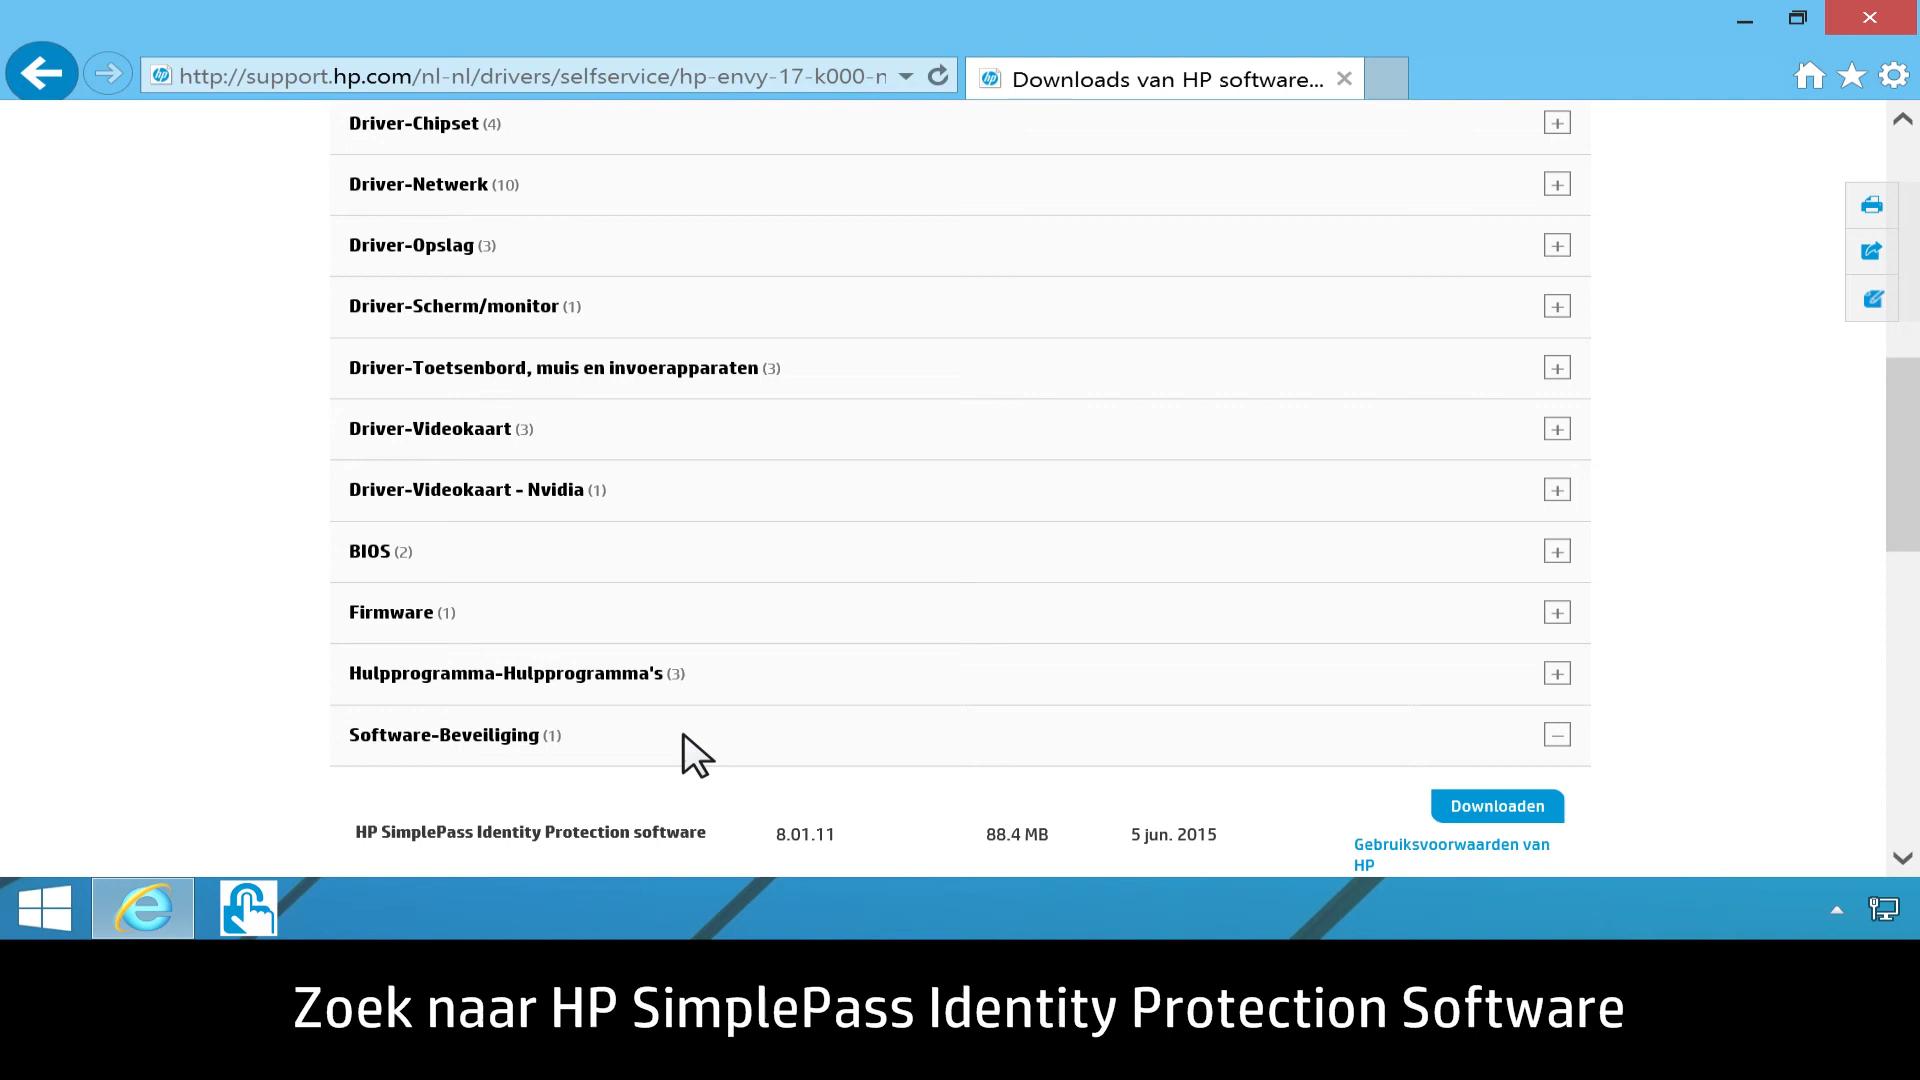 http://support.hp.com/nl-nl/drivers/selfservice/hp-envy-17-k000-n
Downloads van HP software...
Driver-Chipset (4)
Driver-Netwerk (10)
Driver-Opslag (3)
Driver-Scherm/monitor (1)
Driver-Toetsenbord, muis en invoerapparaten (3)
Driver-Videokaart (3)
Driver-Videokaart - Nvidia (1)
BIOS (2)
Firmware (1)
Hulpprogramma-Hulpprogramma's (3)
Software-Beveiliging (1)
HP SimplePass Identity Protection software 8.01.11 88.4 MB 5 jun. 2015
Downloaden
Gebruiksvoorwaarden van
HP
Zoek naar HP SimplePass Identity Protection Software